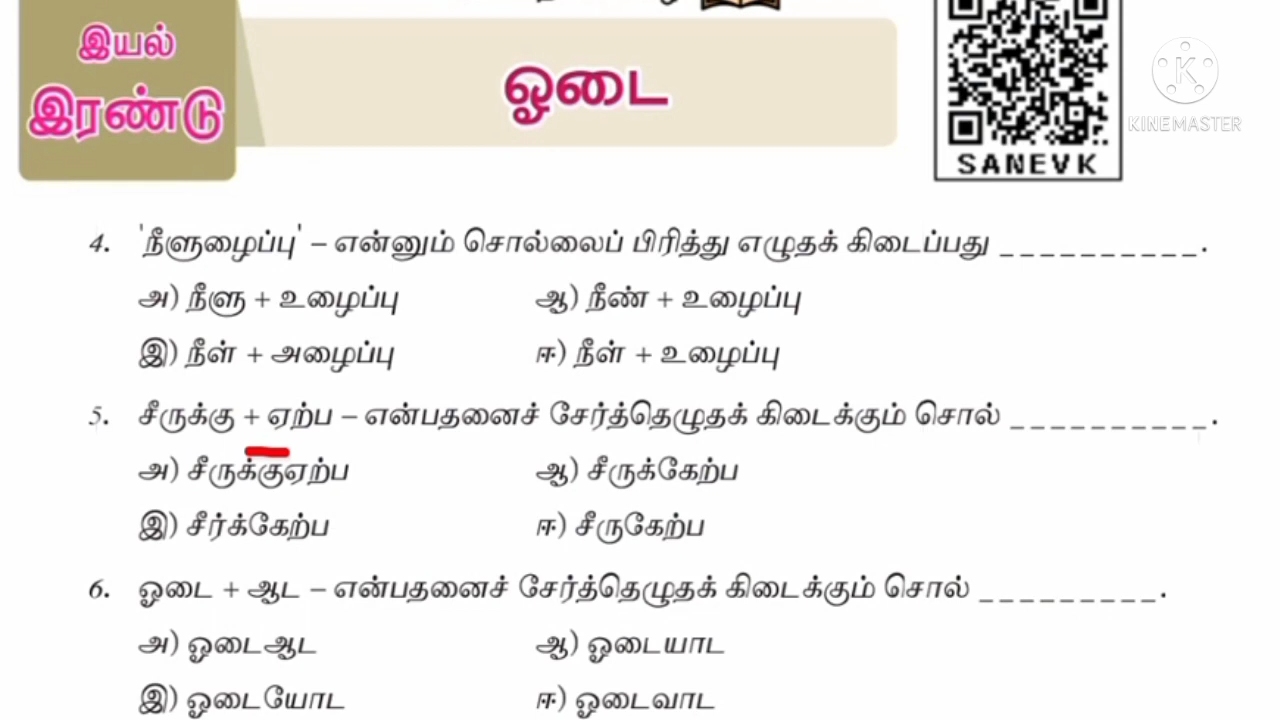 இயல்
இரண்டு
ஓடை
KINEMASTER
SANEVK
4. 'நீளுழைப்பு' – என்னும் சொல்லைப் பிரித்து எழுதக் கிடைப்பது __________.
அ) நீளு + உழைப்பு ஆ) நீண் + உழைப்பு
இ) நீள் + அழைப்பு ஈ) நீள் + உழைப்பு
5. சீருக்கு + ஏற்ப – என்பதனைச் சேர்த்தெழுதக் கிடைக்கும் சொல் __________.
அ) சீருக்குஏற்ப ஆ) சீருக்கேற்ப
இ) சீர்க்கேற்ப ஈ) சீருகேற்ப
6. ஓடை + ஆட – என்பதனைச் சேர்த்தெழுதக் கிடைக்கும் சொல் _________.
அ) ஓடைஆட ஆ) ஓடையாட
இ) ஓடையோட ஈ) ஓடைவாட